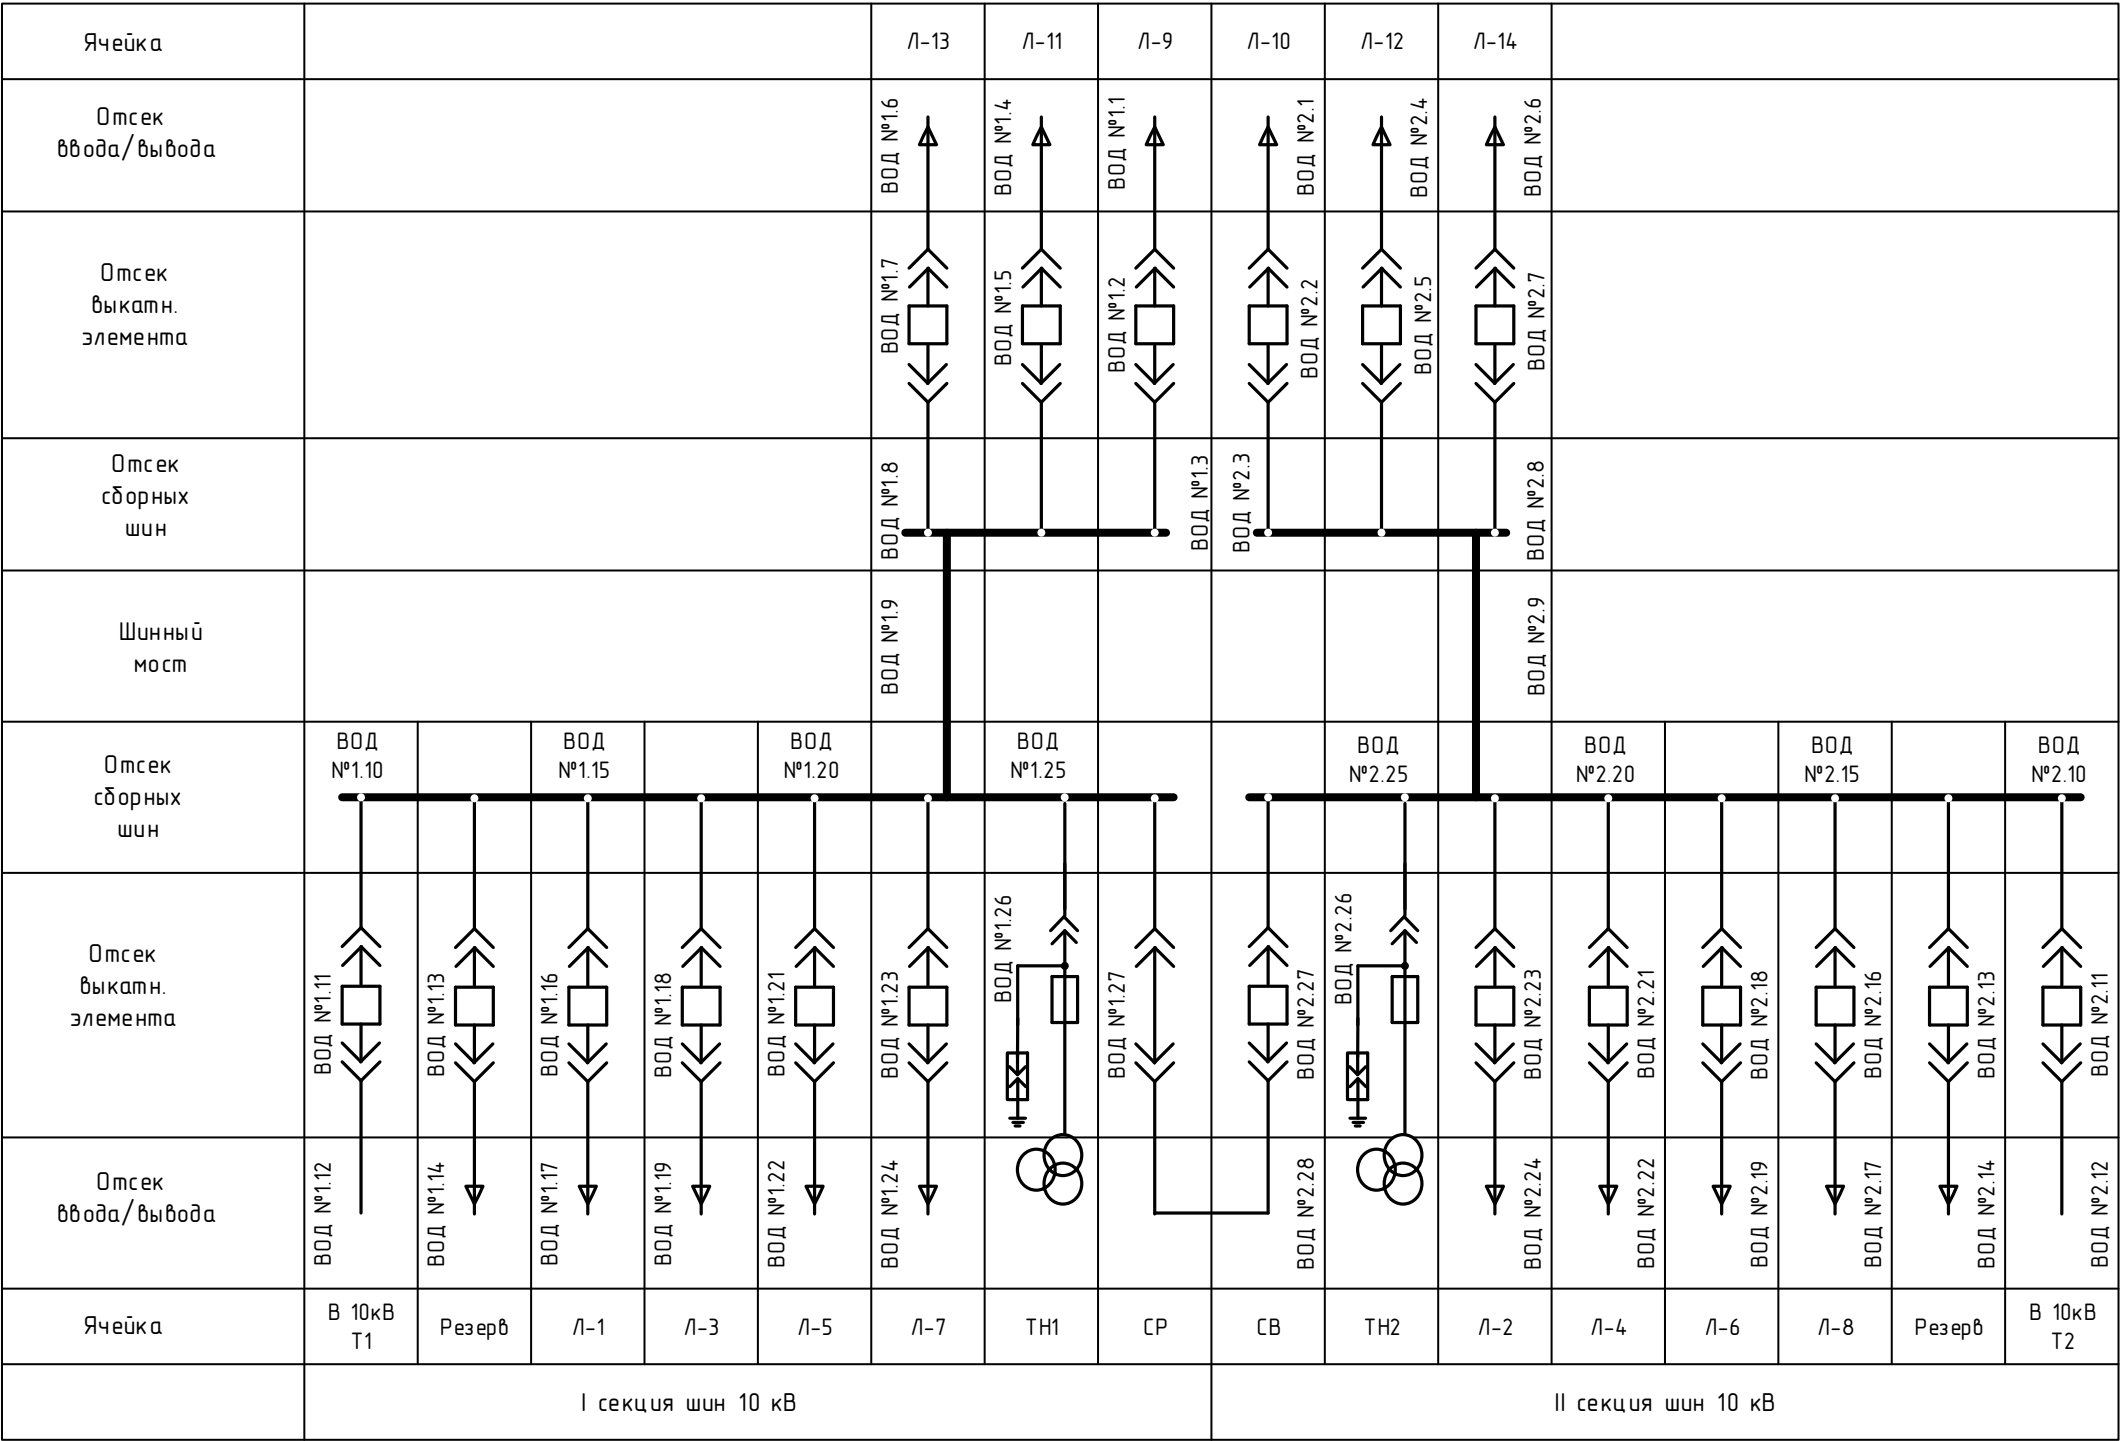 Ячейка
Л-13
Л-11
Л-9
Л-10
Л-12
Л-14
Отсек
ввода/вывода
ВОД №1.6
ВОД №1.4
ВОД №1.1
ВОД №2.1
ВОД №2.4
ВОД №2.6
Отсек
выкатн.
элемента
ВОД №1.7
ВОД №1.5
ВОД №1.2
ВОД №2.2
ВОД №2.5
ВОД №2.7
Отсек
сборных
шин
ВОД №1.8
ВОД №1.3
ВОД №2.3
ВОД №2.8
Шинный
мост
ВОД №1.9
ВОД №2.9
Отсек
сборных
шин
ВОД
№1.10
ВОД
№1.15
ВОД
№1.20
ВОД
№1.25
ВОД
№2.25
ВОД
№2.20
ВОД
№2.15
ВОД
№2.10
Отсек
выкатн.
элемента
ВОД №1.11
ВОД №1.13
ВОД №1.16
ВОД №1.18
ВОД №1.21
ВОД №1.23
ВОД №1.26
ВОД №1.27
ВОД №2.27
ВОД №2.26
ВОД №2.23
ВОД №2.21
ВОД №2.18
ВОД №2.16
ВОД №2.13
ВОД №2.11
Отсек
ввода/вывода
ВОД №1.12
ВОД №1.14
ВОД №1.17
ВОД №1.19
ВОД №1.22
ВОД №1.24
ВОД №2.28
ВОД №2.24
ВОД №2.22
ВОД №2.19
ВОД №2.17
ВОД №2.14
ВОД №2.12
Ячейка
В 10кВ
Т1
Резерв
Л-1
Л-3
Л-5
Л-7
ТН1
СР
СВ
ТН2
Л-2
Л-4
Л-6
Л-8
Резерв
В 10кВ
Т2
I секция шин 10 кВ
II секция шин 10 кВ